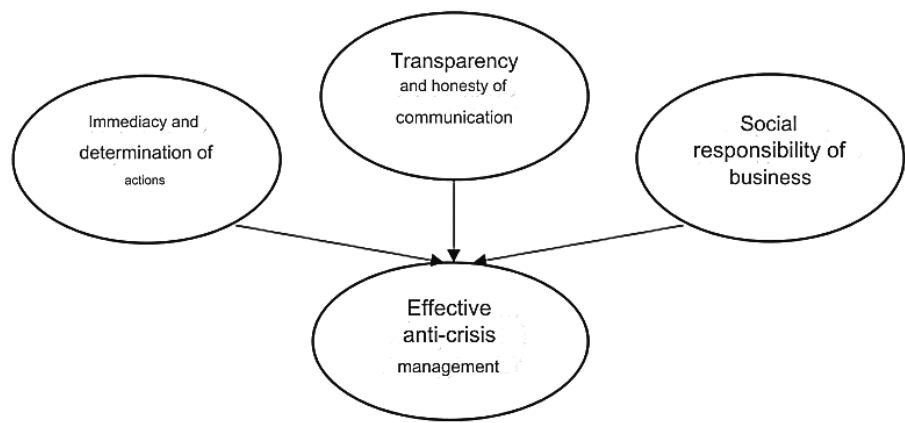 Immediacy and
determination of
actions
Transparency
and honesty of
communication
Social
responsibility of
business
Effective
anti-crisis
management